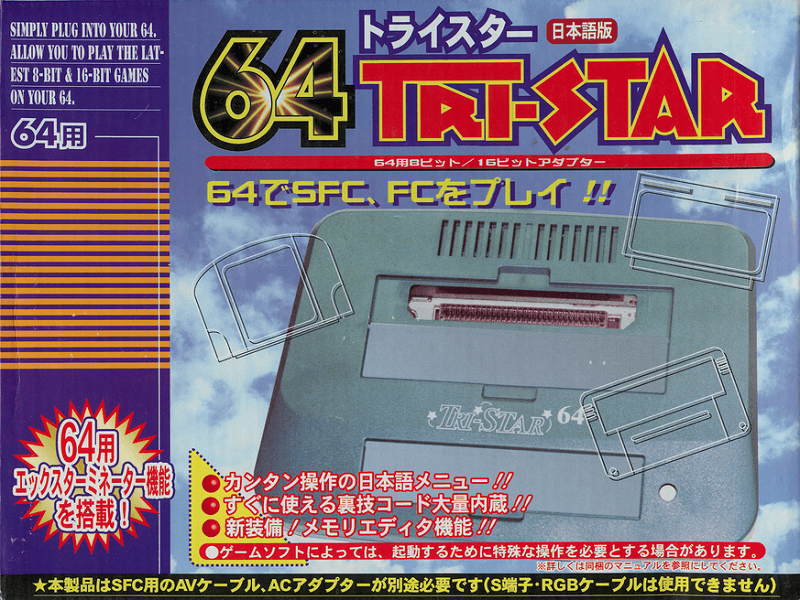 SIMPLY PLUG INTO YOUR 64.
ALLOW YOU TO PLAY THE LAT-
EST 8-BIT & 16-BIT GAMES
ON YOUR 64.
64用
トライスター 日本語版
64 TRI-STAR
64用8ビット/16ビットアダプター
64でSFC、FCをプレイ!!
TRI-STAR 64
64用
エックスターミネーター機能
を搭載!
●カンタン操作の日本語メニュー!!
●すぐに使える裏技コード大量内蔵!!
●新装備!メモリエディタ機能!!
●ゲームソフトによっては、起動するために特殊な操作を必要とする場合があります。
※詳しくは同梱のマニュアルを参照にしてください。
★本製品はSFC用のAVケーブル、ACアダプターが別途必要です(S端子・RGBケーブルは使用できません)